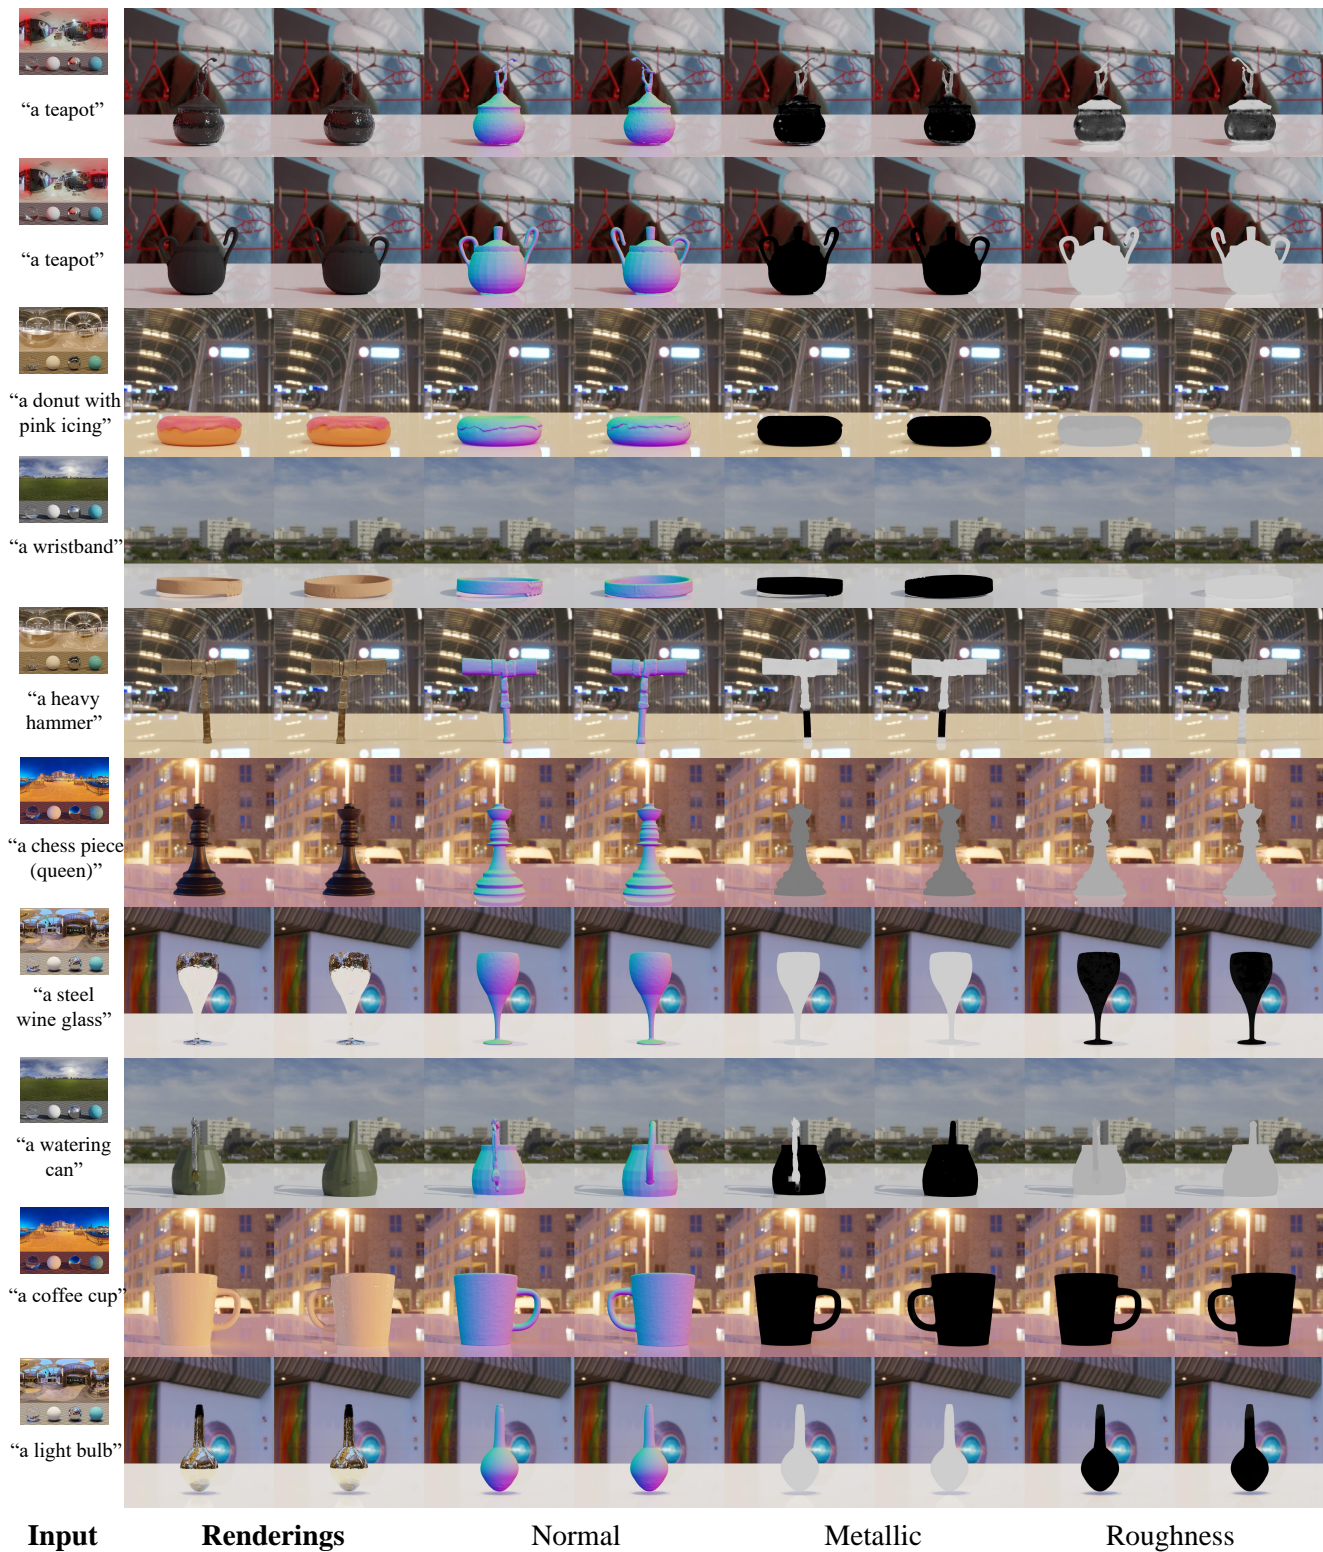 “a teapot”
“a teapot”
“a donut with
pink icing”
“a wristband”
“a heavy
hammer”
“a chess piece
(queen)”
“a steel
wine glass”
“a watering
can”
“a coffee cup”
“a light bulb”
Input Renderings Normal Metallic Roughness